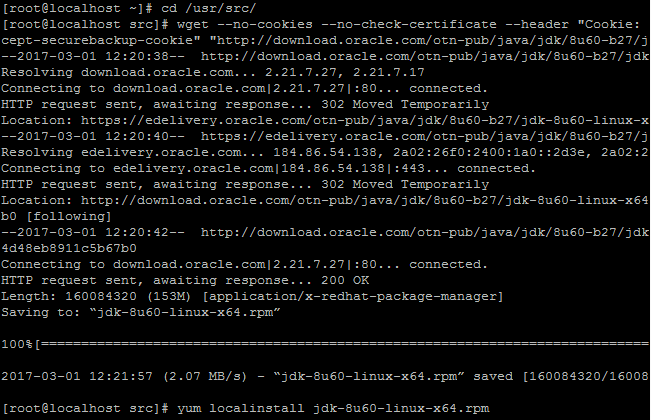 [root@localhost ~]# cd /usr/src/
[root@localhost src]# wget --no-cookies --no-check-certificate --header "Cookie:
cept-securebackup-cookie" "http://download.oracle.com/otn-pub/java/jdk/8u60-b27/j
--2017-03-01 12:20:38--  http://download.oracle.com/otn-pub/java/jdk/8u60-b27/jdk
Resolving download.oracle.com... 2.21.7.27, 2.21.7.17
Connecting to download.oracle.com|2.21.7.27|:80... connected.
HTTP request sent, awaiting response... 302 Moved Temporarily
Location: https://edelivery.oracle.com/otn-pub/java/jdk/8u60-b27/jdk-8u60-linux-x
--2017-03-01 12:20:40--  https://edelivery.oracle.com/otn-pub/java/jdk/8u60-b27/j
Resolving edelivery.oracle.com... 184.86.54.138, 2a02:26f0:2400:1a0::2d3e, 2a02:2
Connecting to edelivery.oracle.com|184.86.54.138|:443... connected.
HTTP request sent, awaiting response... 302 Moved Temporarily
Location: http://download.oracle.com/otn-pub/java/jdk/8u60-b27/jdk-8u60-linux-x64
b0 [following]
--2017-03-01 12:20:42--  http://download.oracle.com/otn-pub/java/jdk/8u60-b27/jdk
4d48eb8911c5b67b0
Connecting to download.oracle.com|2.21.7.27|:80... connected.
HTTP request sent, awaiting response... 200 OK
Length: 160084320 (153M) [application/x-redhat-package-manager]
Saving to: “jdk-8u60-linux-x64.rpm”
100%[=============================================================================
2017-03-01 12:21:57 (2.07 MB/s) - “jdk-8u60-linux-x64.rpm” saved [160084320/16008
[root@localhost src]# yum localinstall jdk-8u60-linux-x64.rpm